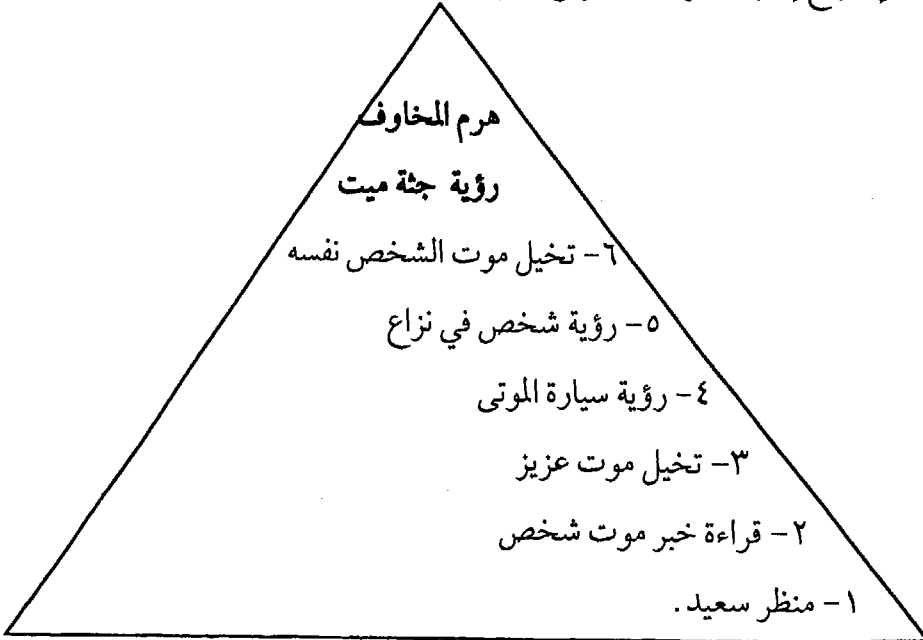 هرم المخاوف
رؤية جثة ميت
٦- تخيل موت الشخص نفسه
٥- رؤية شخص في نزاع
٤- رؤية سيارة الموتى
٣- تخيل موت عزيز
٢- قراءة خبر موت شخص
١- منظر سعيد.